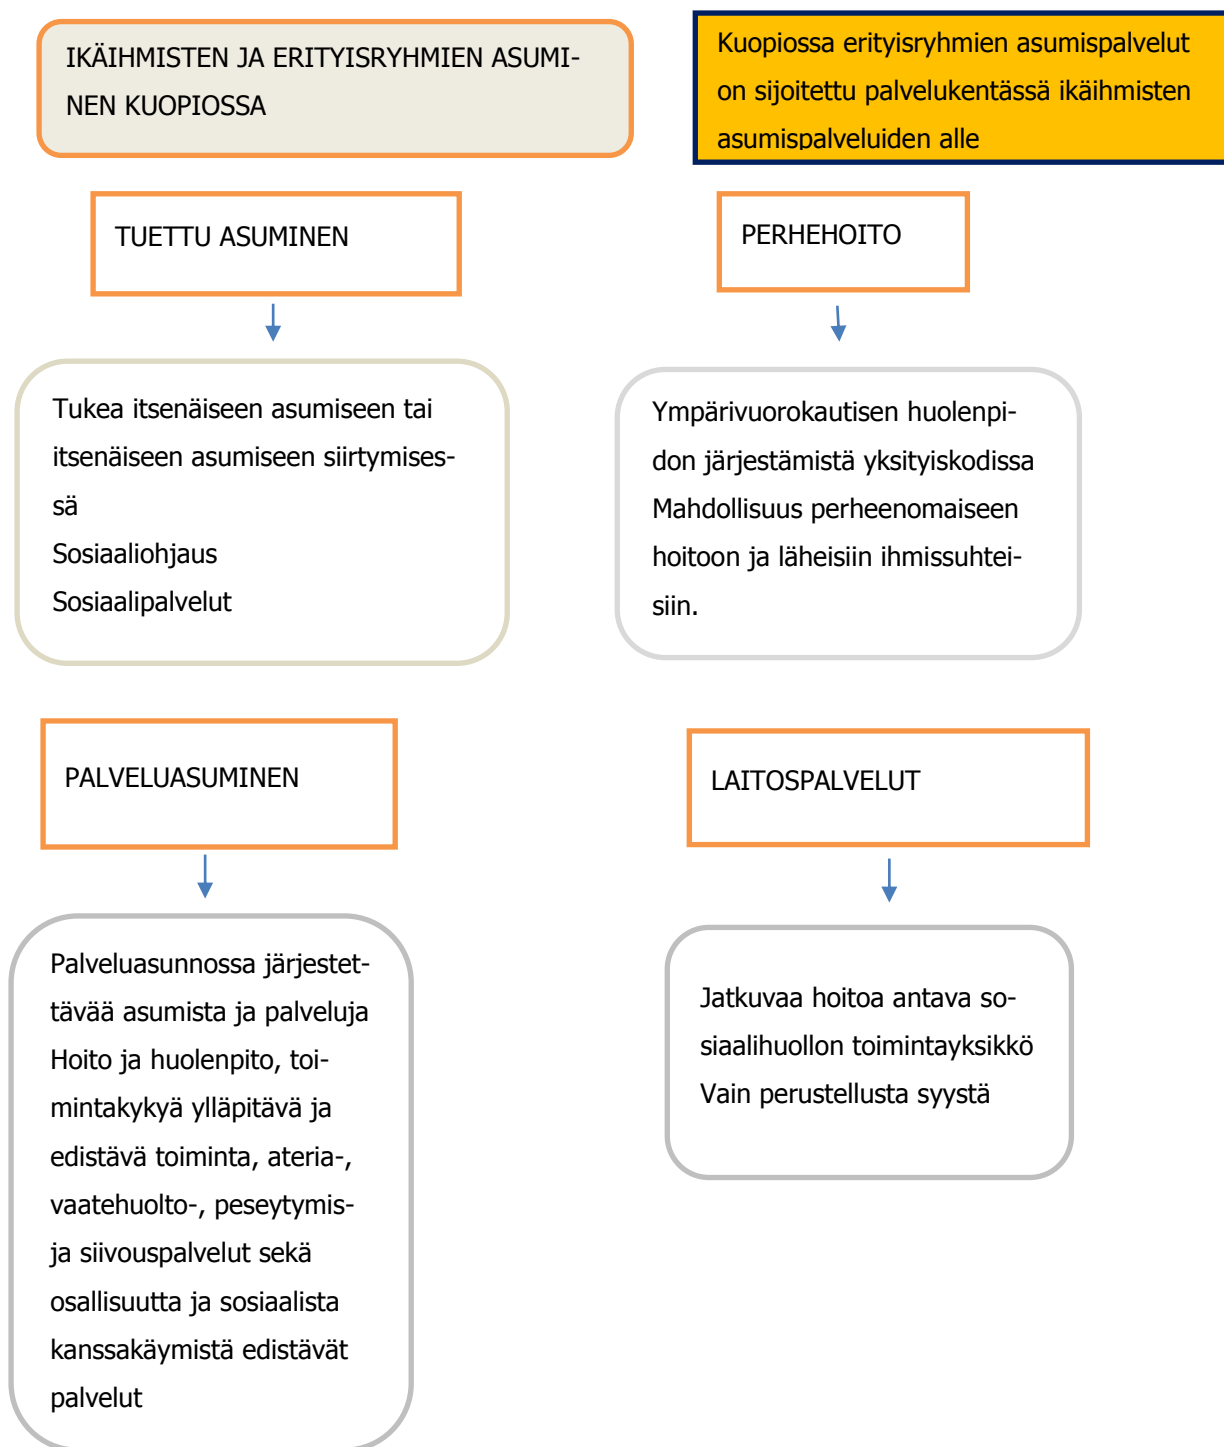 IKÄIHMISTEN JA ERITYISRYHMIEN ASUMI-
NEN KUOPIOSSA
Kuopiossa erityisryhmien asumispalvelut
on sijoitettu palvelukentässä ikäihmisten
asumispalveluiden alle
TUETTU ASUMINEN
PERHEHOITO
Tukea itsenäiseen asumiseen tai
itsenäiseen asumiseen siirtymises-
sä
Sosiaaliohjaus
Sosiaalipalvelut
Ympärivuorokautisen huolenpi-
don järjestämistä yksityiskodissa
Mahdollisuus perheenomaiseen
hoitoon ja läheisiin ihmissuhtei-
siin.
PALVELUASUMINEN
LAITOSPALVELUT
Palveluasunnossa järjestet-
tävää asumista ja palveluja
Hoito ja huolenpito, toi-
mintakykyä ylläpitävä ja
edistävä toiminta, ateria-,
vaatehuolto-, peseytymis-
ja siivouspalvelut sekä
osallisuutta ja sosiaalista
kanssakäymistä edistävät
palvelut
Jatkuvaa hoitoa antava so-
siaalihuollon toimintayksikkö
Vain perustellusta syystä